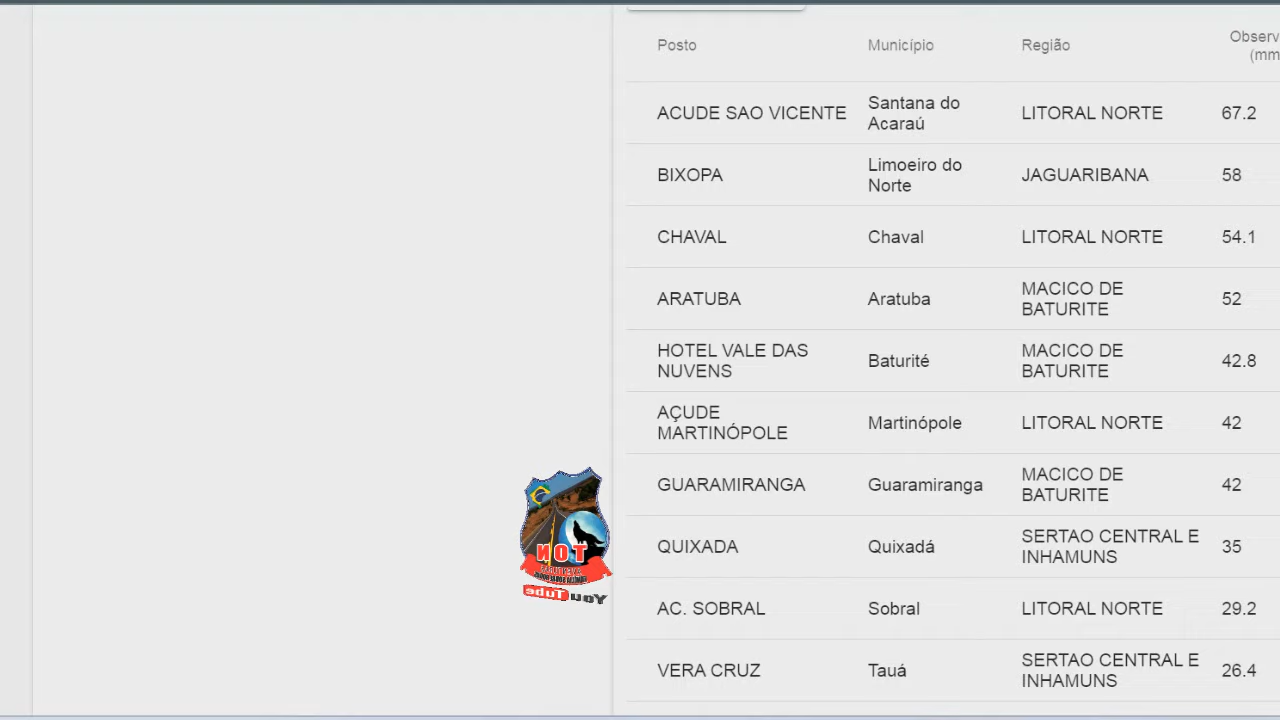 Posto Município Região Observ
(mm
ACUDE SAO VICENTE Santana do Acaraú LITORAL NORTE 67.2
BIXOPA Limoeiro do Norte JAGUARIBANA 58
CHAVAL Chaval LITORAL NORTE 54.1
ARATUBA Aratuba MACICO DE BATURITE 52
HOTEL VALE DAS NUVENS Baturité MACICO DE BATURITE 42.8
AÇUDE MARTINÓPOLE Martinópole LITORAL NORTE 42
GUARAMIRANGA Guaramiranga MACICO DE BATURITE 42
QUIXADA Quixadá SERTAO CENTRAL E INHAMUNS 35
AC. SOBRAL Sobral LITORAL NORTE 29.2
VERA CRUZ Tauá SERTAO CENTRAL E INHAMUNS 26.4
TON
You Tube